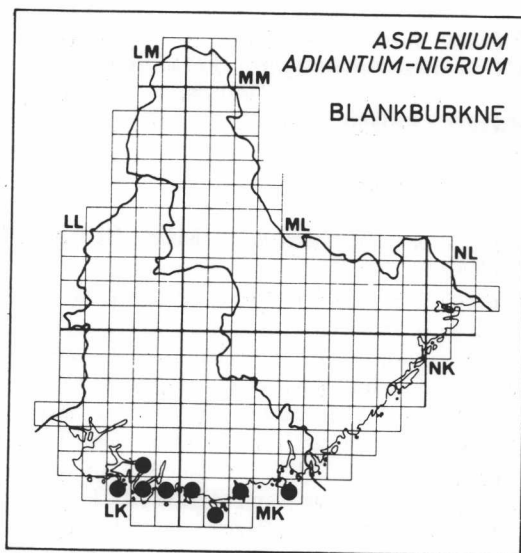 ASPLENIUM
ADIANTUM-NIGRUM
BLANKBURKNE
LM
MM
LL
ML
NL
NK
LK
MK